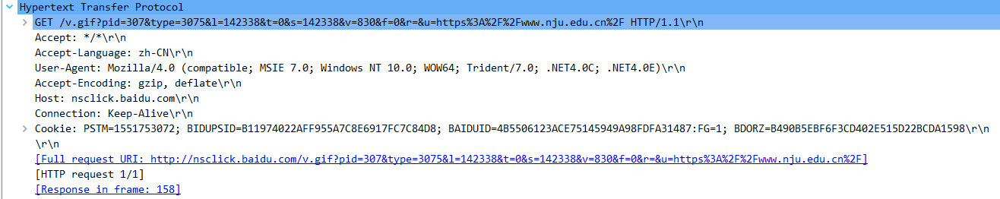 Hypertext Transfer Protocol
GET /v.gif?pid=307&type=3075&l=142338&t=0&s=142338&v=830&f=0&r=&u=https%3A%2F%2Fwww.nju.edu.cn%2F HTTP/1.1\r\n
Accept: */*\r\n
Accept-Language: zh-CN\r\n
User-Agent: Mozilla/4.0 (compatible; MSIE 7.0; Windows NT 10.0; WOW64; Trident/7.0; .NET4.0C; .NET4.0E)\r\n
Accept-Encoding: gzip, deflate\r\n
Host: nsclick.baidu.com\r\n
Connection: Keep-Alive\r\n
Cookie: PSTM=1551753072; BIDUPSID=B11974022AFF955A7C8E6917FC7C84D8; BAIDUID=4B5506123ACE75145949A98FDFA31487:FG=1; BDORZ=B490B5EBF6F3CD402E515D22BCDA1598\r\n
\r\n
[Full request URI: http://nsclick.baidu.com/v.gif?pid=307&type=3075&l=142338&t=0&s=142338&v=830&f=0&r=&u=https%3A%2F%2Fwww.nju.edu.cn%2F]
[HTTP request 1/1]
[Response in frame: 158]